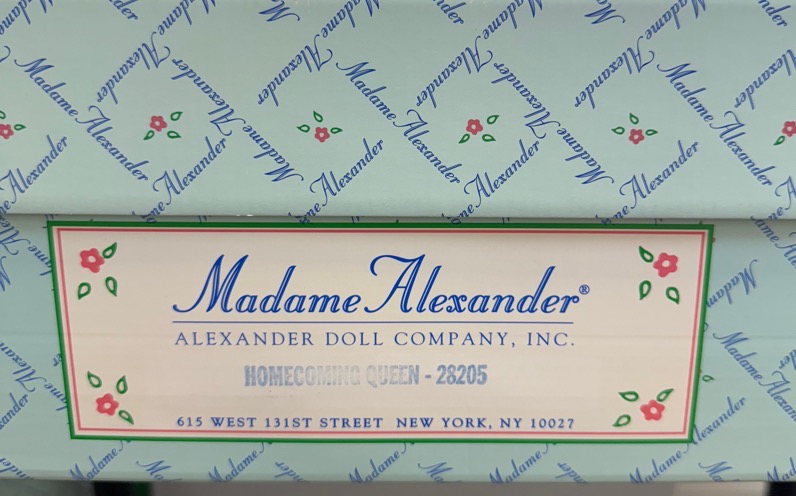 Madame Alexander®
ALEXANDER DOLL COMPANY, INC.
HOMECOMING QUEEN - 28205
615 WEST 131ST STREET NEW YORK, NY 10027